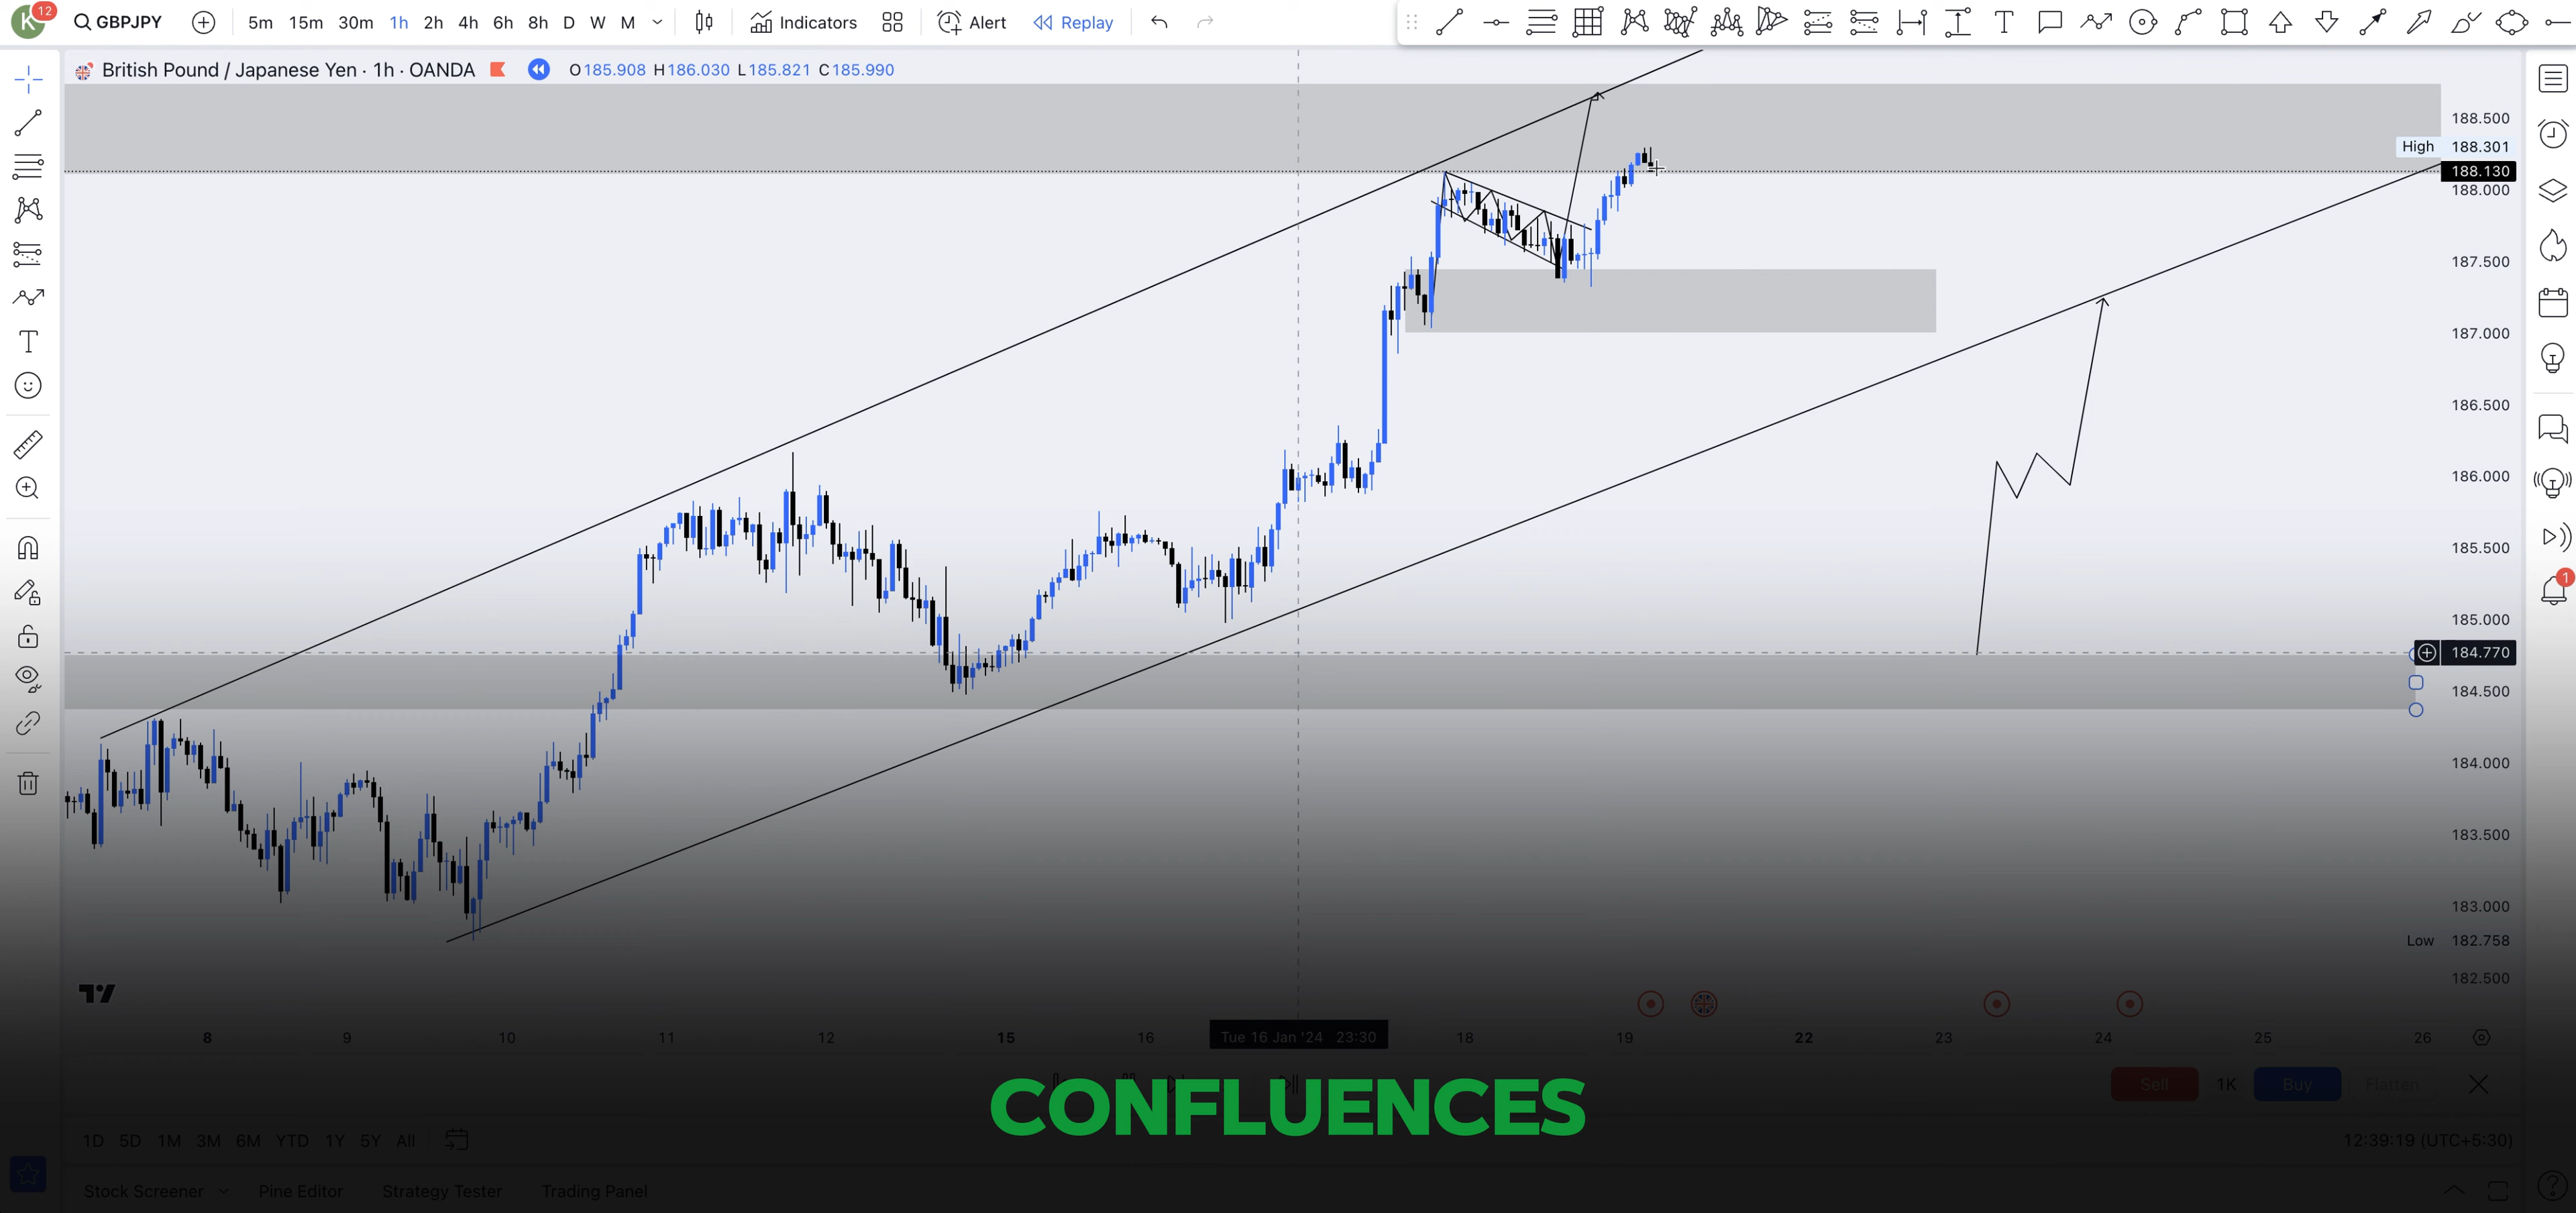 K 12 GBPJPY 5m 15m 30m 1h 2h 4h 6h 8h D W M Indicators Alert Replay
British Pound / Japanese Yen · 1h · OANDA O185.908 H186.030 L185.821 C185.990
188.500
High 188.301
188.130
188.000
187.500
187.000
186.500
186.000
185.500
1
185.000
184.770
184.500
184.000
183.500
183.000
Low 182.758
182.500
8 9 10 11 12 15 16 Tue 16 Jan '24 23:30 18 19 22 23 24 25 26
Sell 1K Buy Flatten
CONFLUENCES
1D 5D 1M 3M 6M YTD 1Y 5Y All 12:39:19 (UTC+5:30)
Stock Screener Pine Editor Strategy Tester Trading Panel